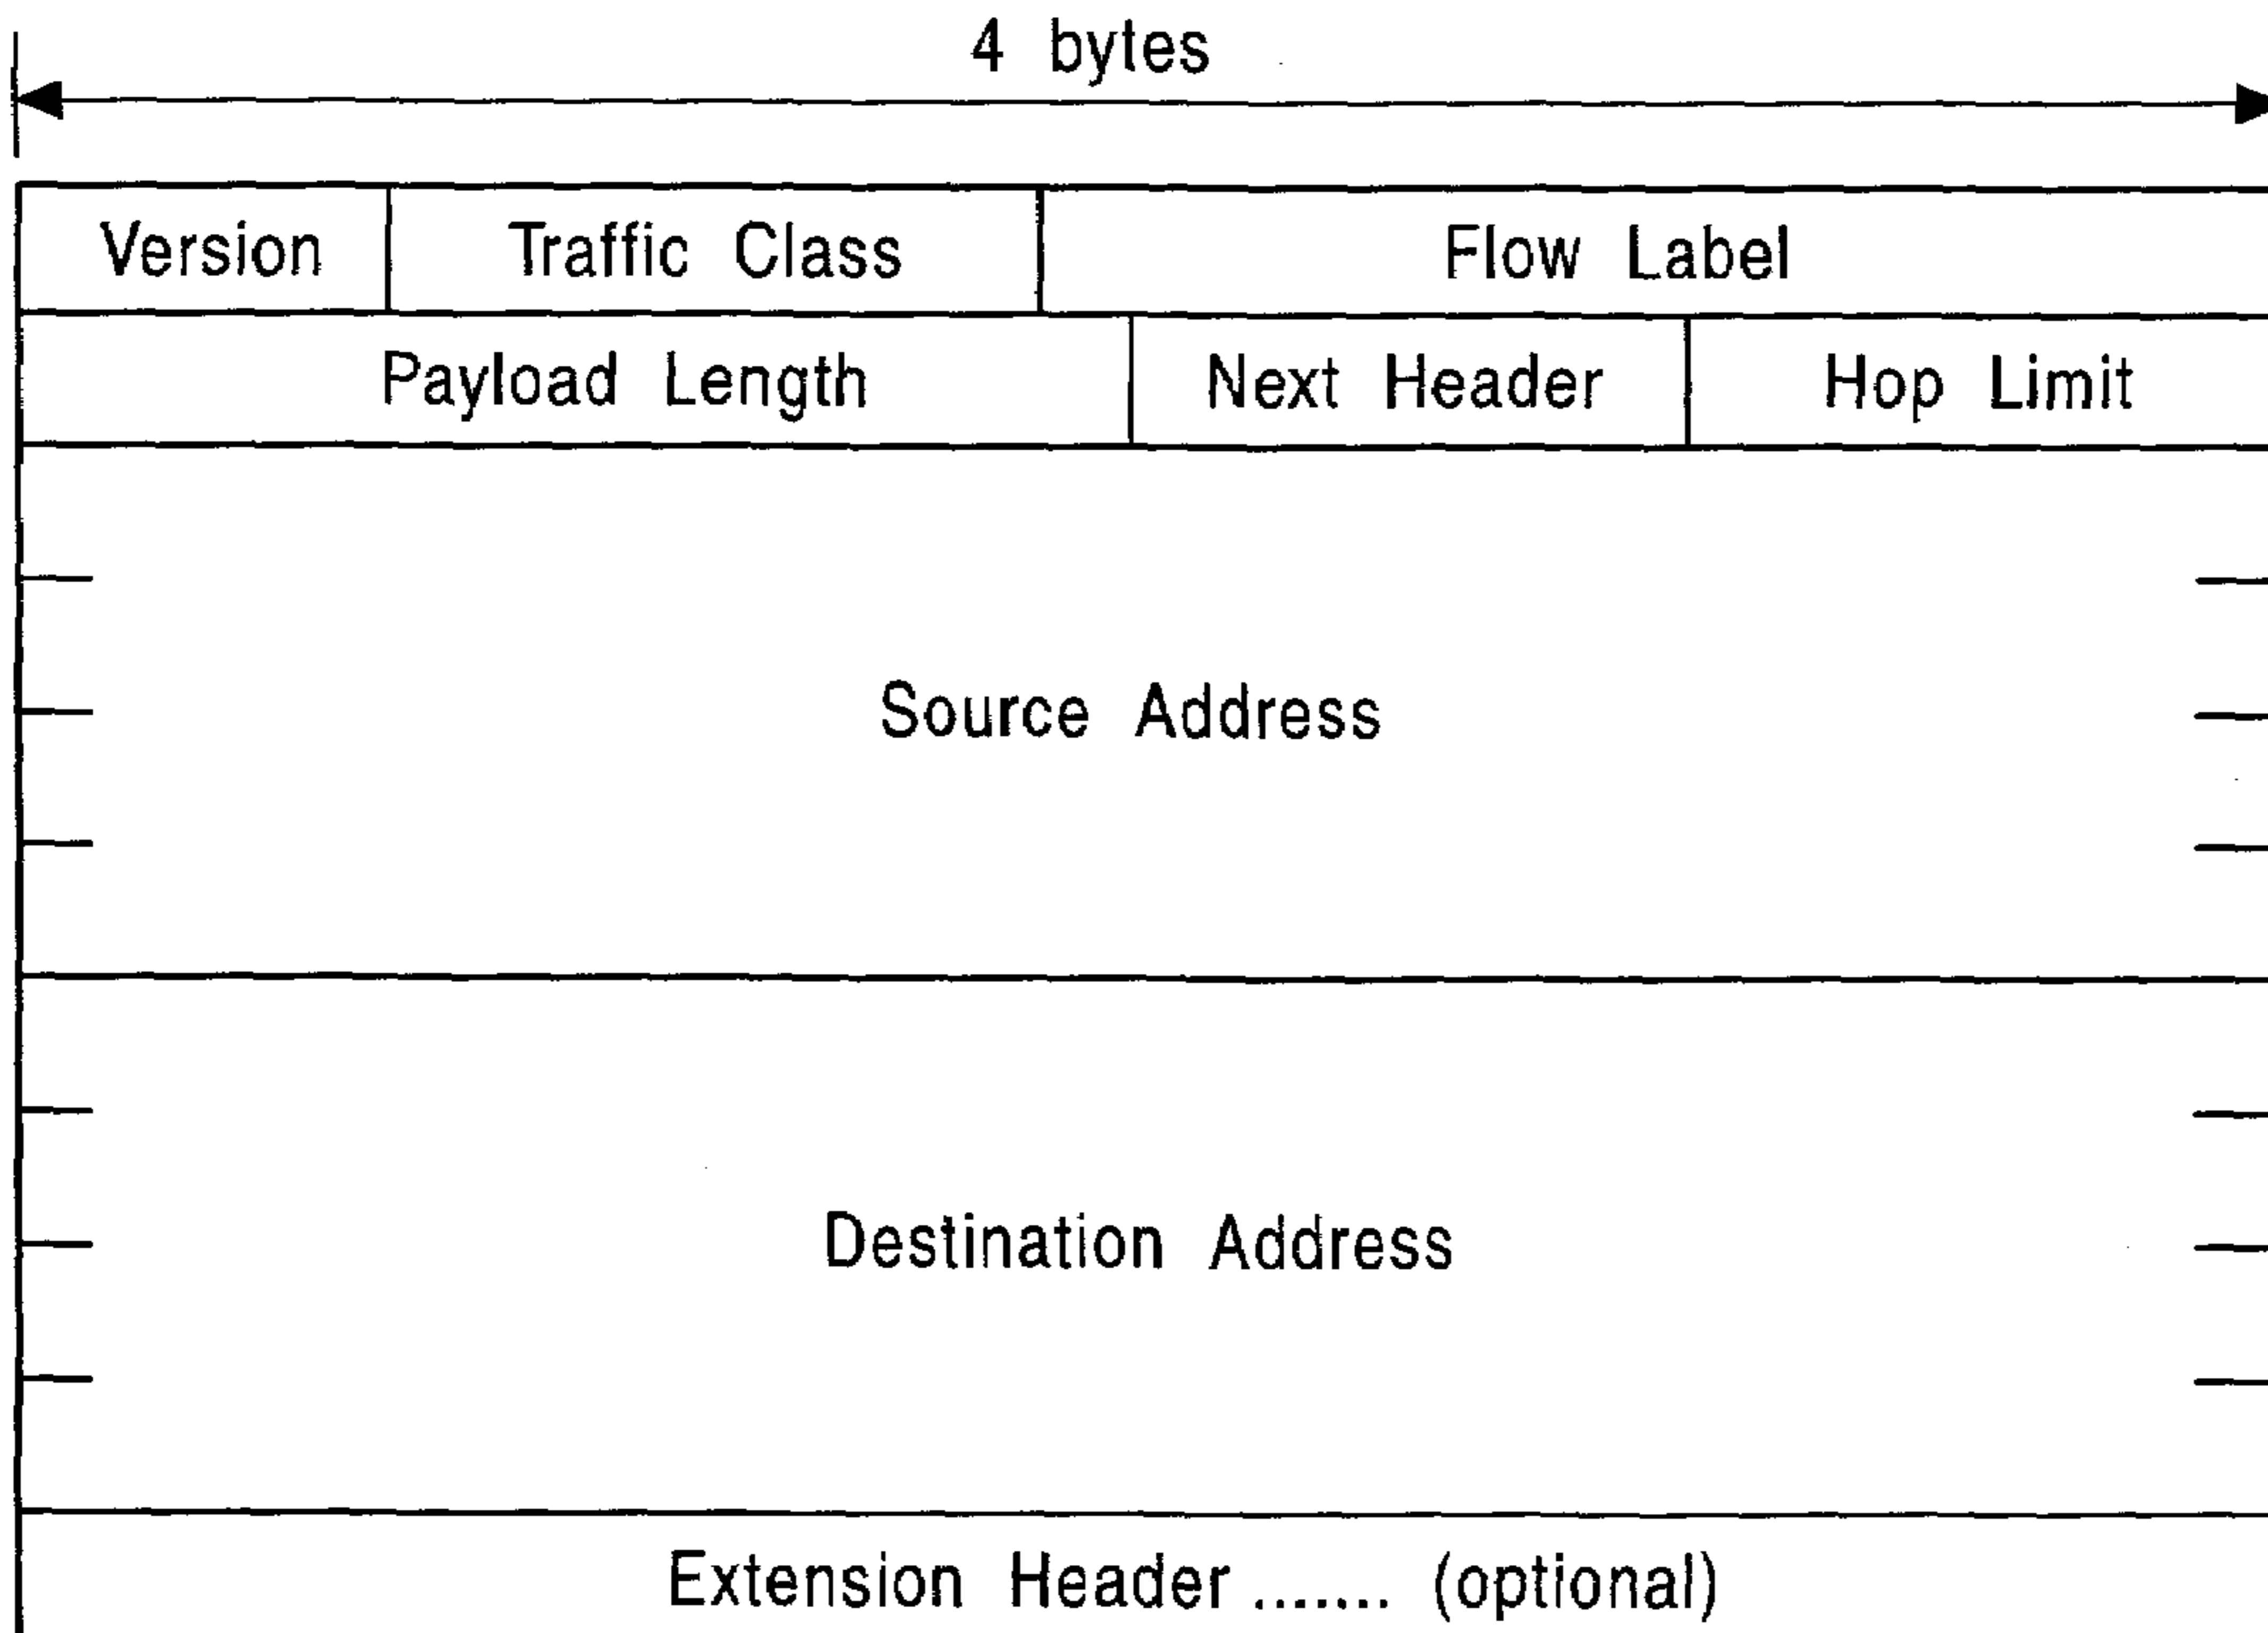 4 bytes
Version Traffic Class Flow Label
Payload Length Next Header Hop Limit
Source Address
Destination Address
Extension Header ....... (optional)